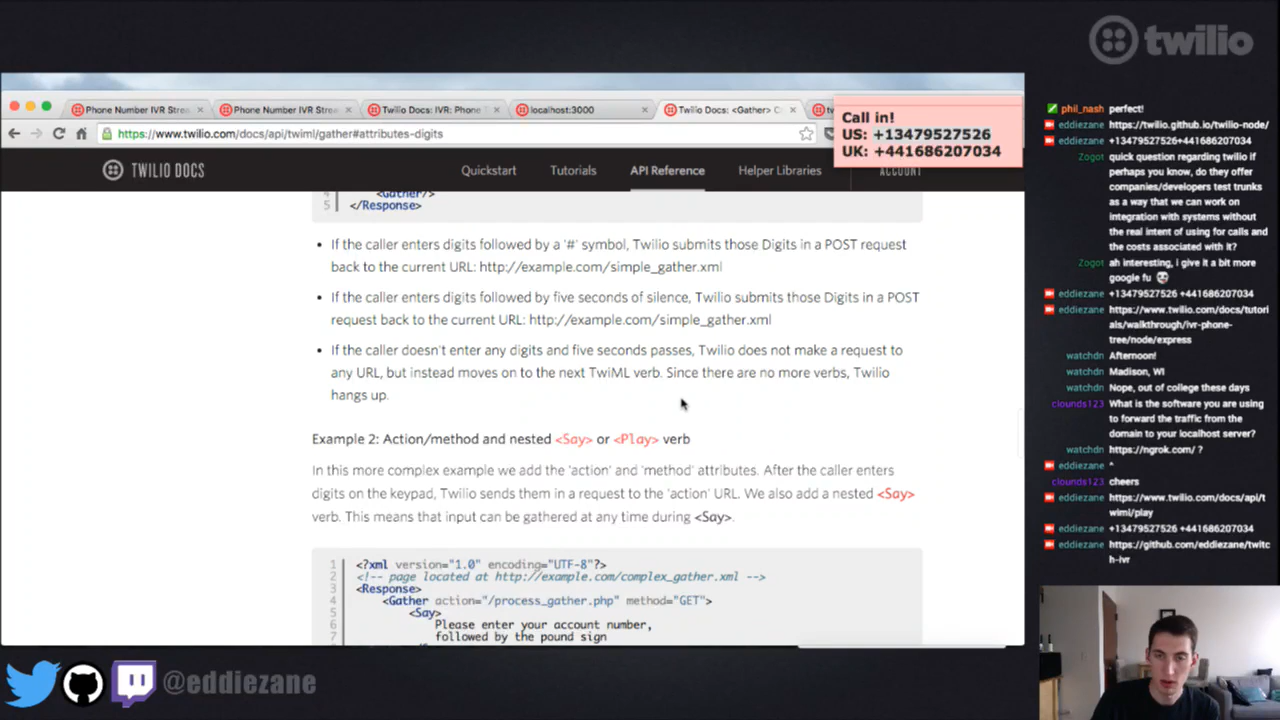 twilio
Phone Number IVR Stre
Phone Number IVR Stre
Twilio Docs: IVR: Phone T
localhost:3000
Twilio Docs: <Gather> C
https://www.twilio.com/docs/api/twiml/gather#attributes-digits
Call in!
US: +13479527526
UK: +441686207034
TWILIO DOCS
Quickstart
Tutorials
API Reference
Helper Libraries
ACCOUNT
4 <Gather/>
5 </Response>
• If the caller enters digits followed by a '#' symbol, Twilio submits those Digits in a POST request
back to the current URL: http://example.com/simple_gather.xml
• If the caller enters digits followed by five seconds of silence, Twilio submits those Digits in a POST
request back to the current URL: http://example.com/simple_gather.xml
• If the caller doesn't enter any digits and five seconds passes, Twilio does not make a request to
any URL, but instead moves on to the next TwiML verb. Since there are no more verbs, Twilio
hangs up.
Example 2: Action/method and nested <Say> or <Play> verb
In this more complex example we add the 'action' and 'method' attributes. After the caller enters
digits on the keypad, Twilio sends them in a request to the 'action' URL. We also add a nested <Say>
verb. This means that input can be gathered at any time during <Say>.
1 <?xml version="1.0" encoding="UTF-8"?>
2 <!-- page located at http://example.com/complex_gather.xml -->
3 <Response>
4 <Gather action="/process_gather.php" method="GET">
5 <Say>
6 Please enter your account number,
7 followed by the pound sign
phil_nash perfect!
eddiezane https://twilio.github.io/twilio-node/
eddiezane +13479527526+441686207034
Zogot quick question regarding twilio if
perhaps you know, do they offer
companies/developers test trunks
as a way that we can work on
integration with systems without
the real intent of using for calls and
the costs associated with it?
Zogot ah interesting, i give it a bit more
google fu
eddiezane +13479527526 +441686207034
eddiezane https://www.twilio.com/docs/tutori
als/walkthrough/ivr-phone-
tree/node/express
watchdn Afternoon!
watchdn Madison, WI
watchdn Nope, out of college these days
clounds123 What is the software you are using
to forward the traffic from the
domain to your localhost server?
watchdn https://ngrok.com/ ?
eddiezane ^
clounds123 cheers
eddiezane https://www.twilio.com/docs/api/t
wiml/play
eddiezane +13479527526 +441686207034
eddiezane https://github.com/eddiezane/twitc
h-ivr
@eddiezane